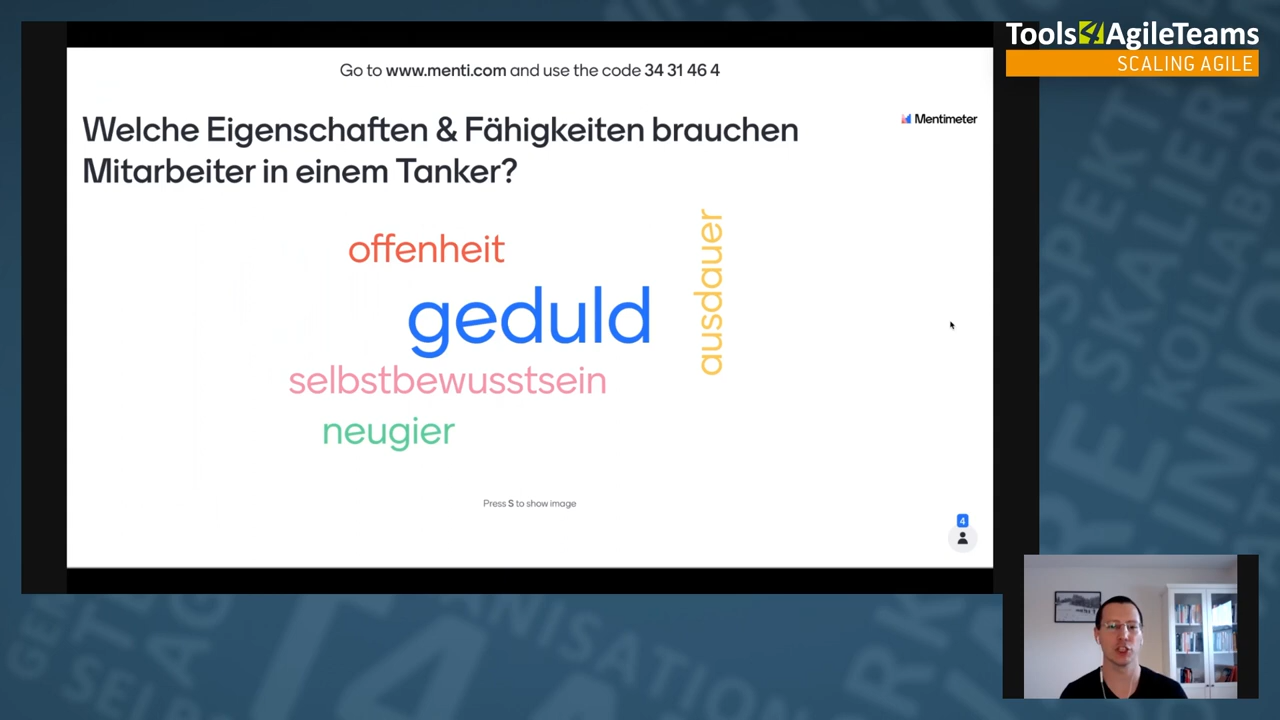 Tools4AgileTeams
SCALING AGILE
Go to www.menti.com and use the code 34 31 46 4
Welche Eigenschaften & Fähigkeiten brauchen
Mitarbeiter in einem Tanker?
Mentimeter
offenheit
ausdauer
geduld
selbstbewusstsein
neugier
Press S to show image
4